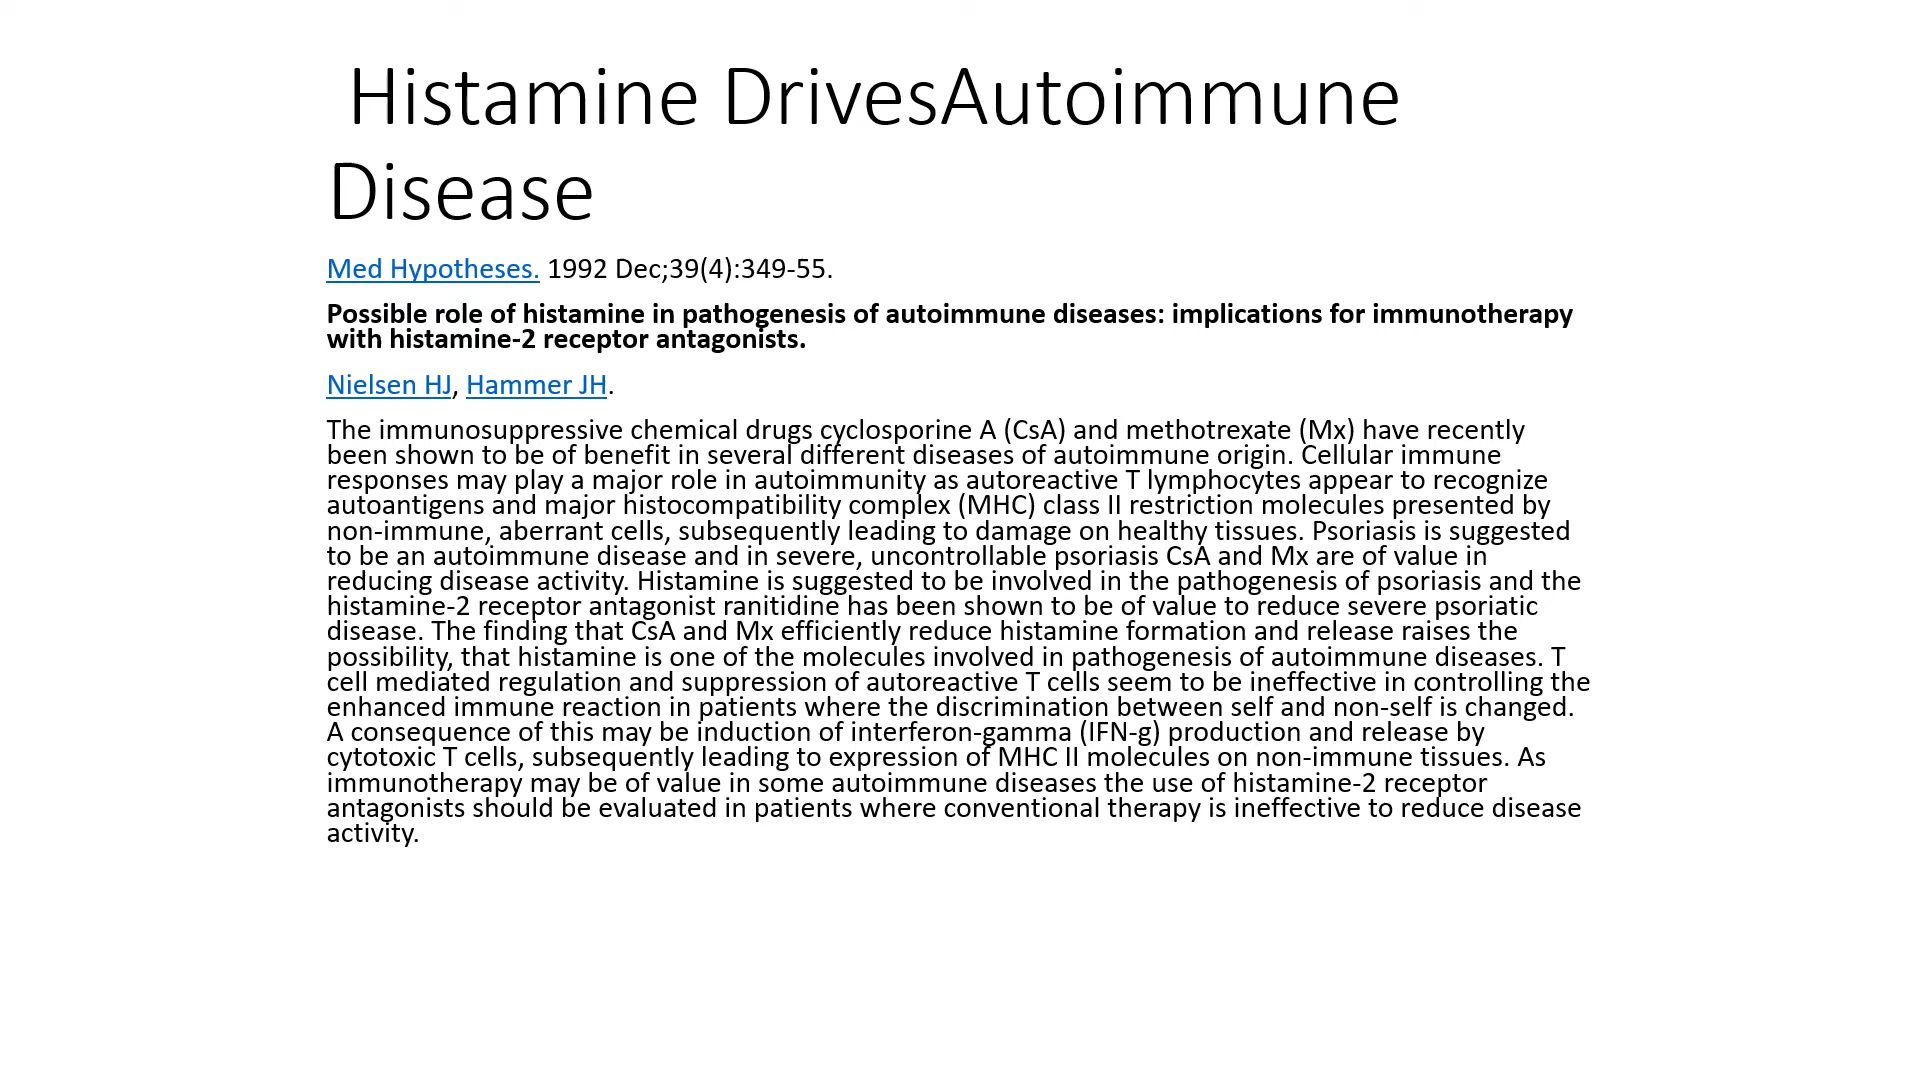 Histamine DrivesAutoimmune
Disease
Med Hypotheses. 1992 Dec;39(4):349-55.
Possible role of histamine in pathogenesis of autoimmune diseases: implications for immunotherapy
with histamine-2 receptor antagonists.
Nielsen HJ, Hammer JH.
The immunosuppressive chemical drugs cyclosporine A (CsA) and methotrexate (Mx) have recently
been shown to be of benefit in several different diseases of autoimmune origin. Cellular immune
responses may play a major role in autoimmunity as autoreactive T lymphocytes appear to recognize
autoantigens and major histocompatibility complex (MHC) class II restriction molecules presented by
non-immune, aberrant cells, subsequently leading to damage on healthy tissues. Psoriasis is suggested
to be an autoimmune disease and in severe, uncontrollable psoriasis CsA and Mx are of value in
reducing disease activity. Histamine is suggested to be involved in the pathogenesis of psoriasis and the
histamine-2 receptor antagonist ranitidine has been shown to be of value to reduce severe psoriatic
disease. The finding that CsA and Mx efficiently reduce histamine formation and release raises the
possibility, that histamine is one of the molecules involved in pathogenesis of autoimmune diseases. T
cell mediated regulation and suppression of autoreactive T cells seem to be ineffective in controlling the
enhanced immune reaction in patients where the discrimination between self and non-self is changed.
A consequence of this may be induction of interferon-gamma (IFN-g) production and release by
cytotoxic T cells, subsequently leading to expression of MHC II molecules on non-immune tissues. As
immunotherapy may be of value in some autoimmune diseases the use of histamine-2 receptor
antagonists should be evaluated in patients where conventional therapy is ineffective to reduce disease
activity.